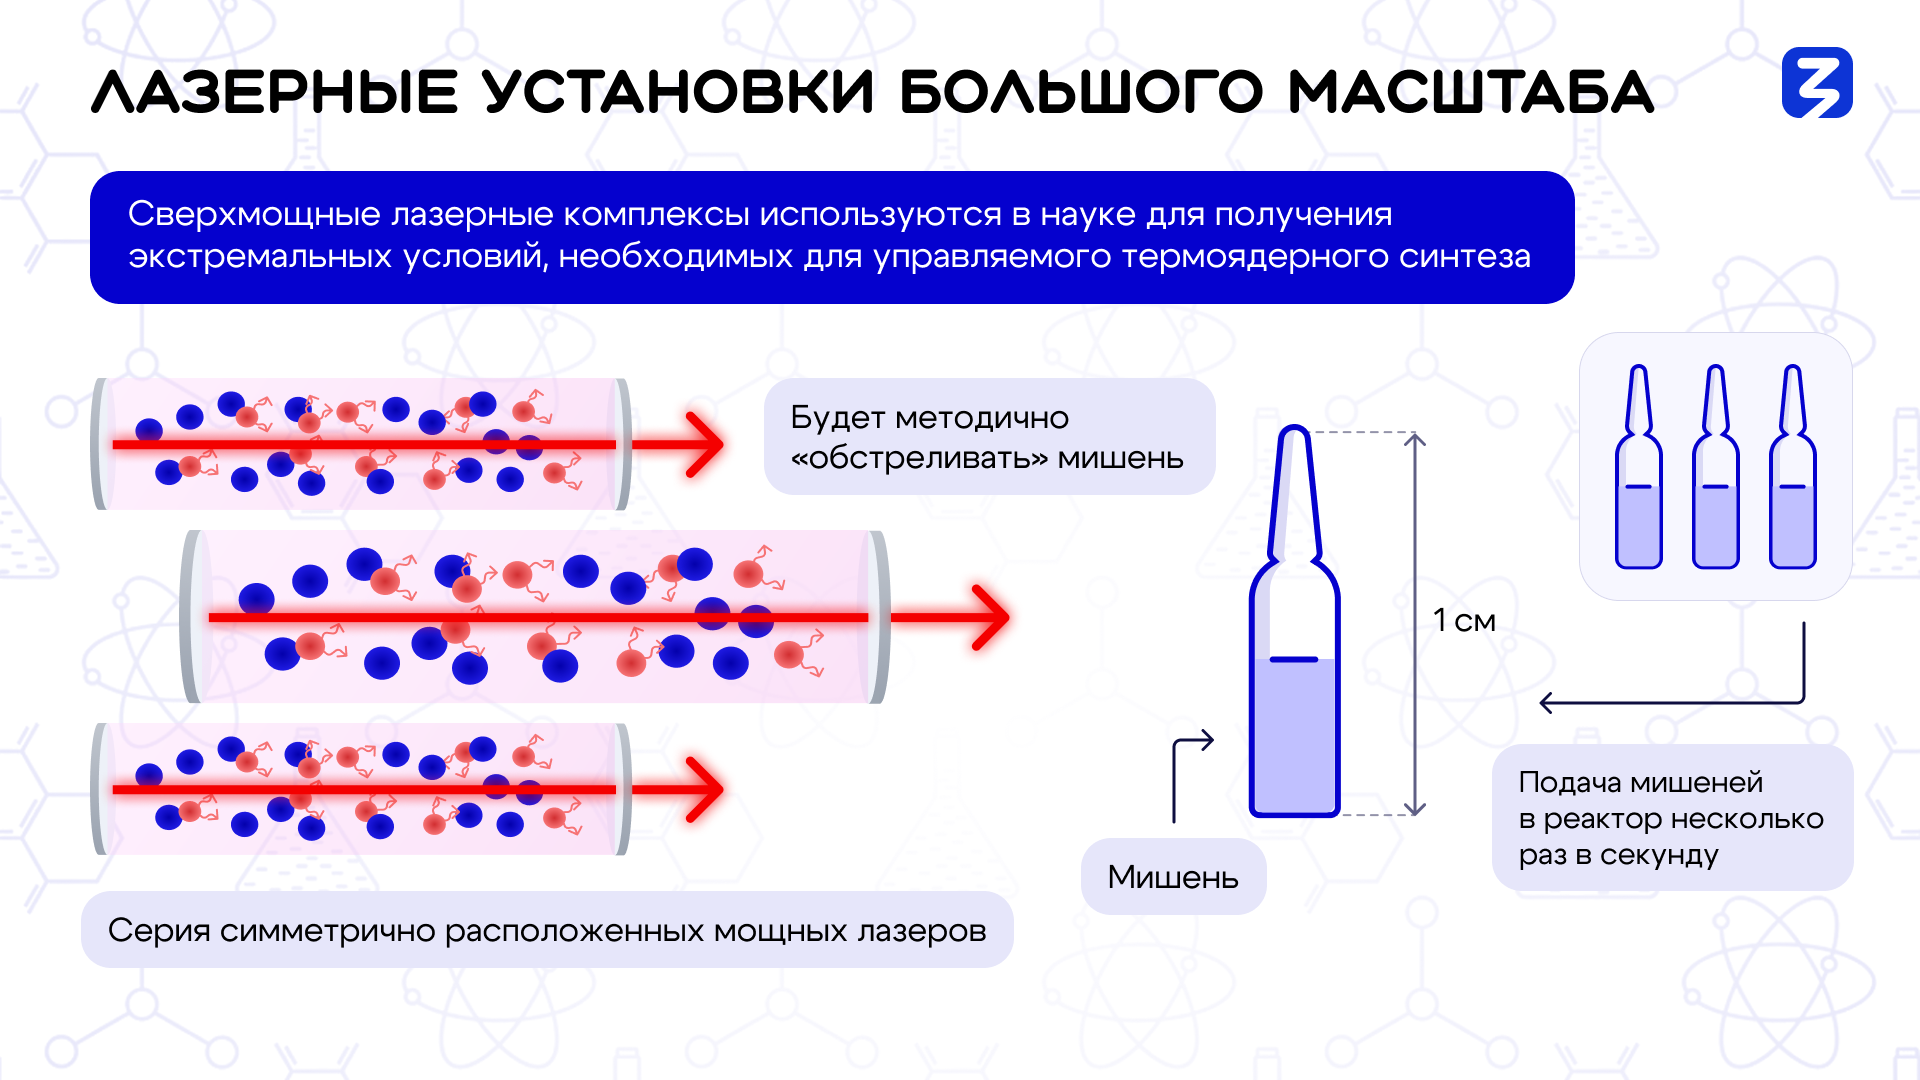 ЛАЗЕРНЫЕ УСТАНОВКИ БОЛЬШОГО МАСШТАБА
Сверхмощные лазерные комплексы используются в науке для получения
экстремальных условий, необходимых для управляемого термоядерного синтеза
Будет методично
«обстреливать» мишень
1 см
Подача мишеней
в реактор несколько
раз в секунду
Мишень
Серия симметрично расположенных мощных лазеров